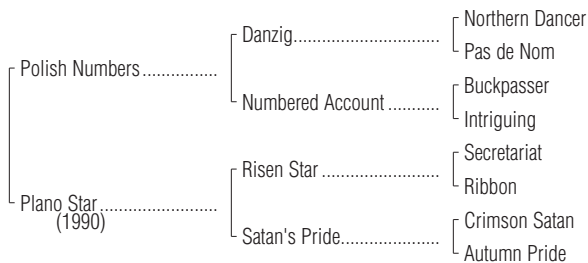 Northern Dancer
Danzig..............................
Pas de Nom
Polish Numbers...............
Buckpasser
Numbered Account ...........
Intriguing
Secretariat
Risen Star ........................
Ribbon
Plano Star........................
(1990)
Crimson Satan
Satan's Pride....................
Autumn Pride